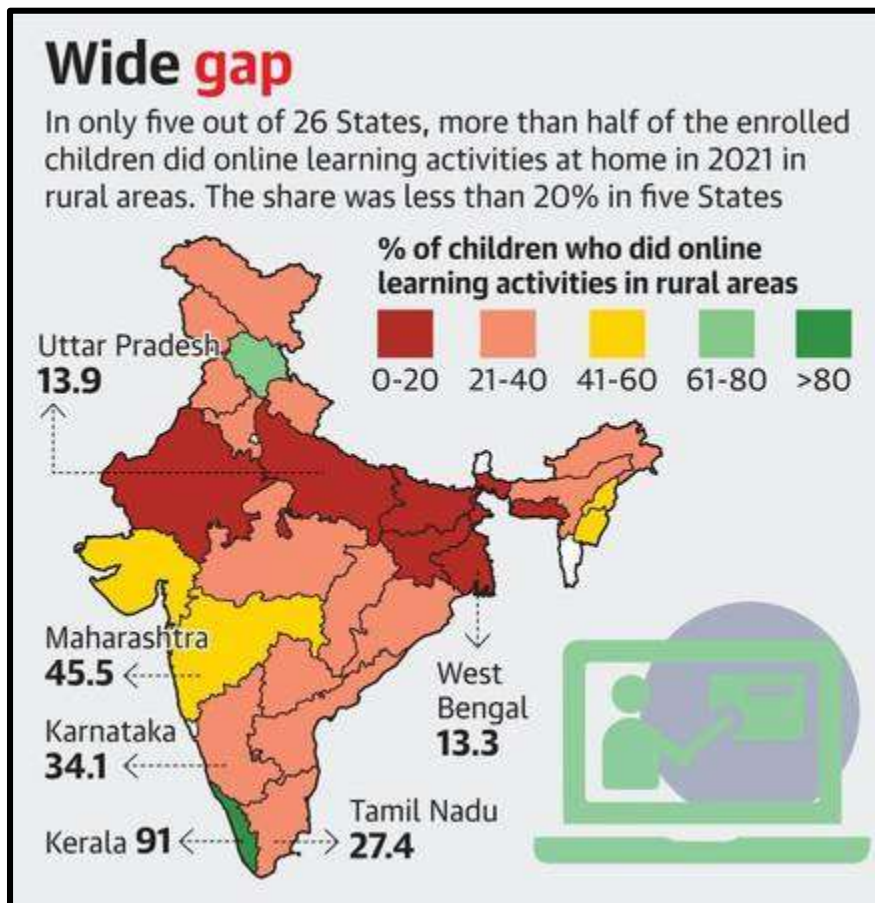 Wide gap
In only five out of 26 States, more than half of the enrolled
children did online learning activities at home in 2021 in
rural areas. The share was less than 20% in five States
% of children who did online
learning activities in rural areas
0-20 21-40 41-60 61-80 >80
Uttar Pradesh
13.9
Maharashtra
45.5
West
Bengal
13.3
Karnataka
34.1
Tamil Nadu
27.4
Kerala 91